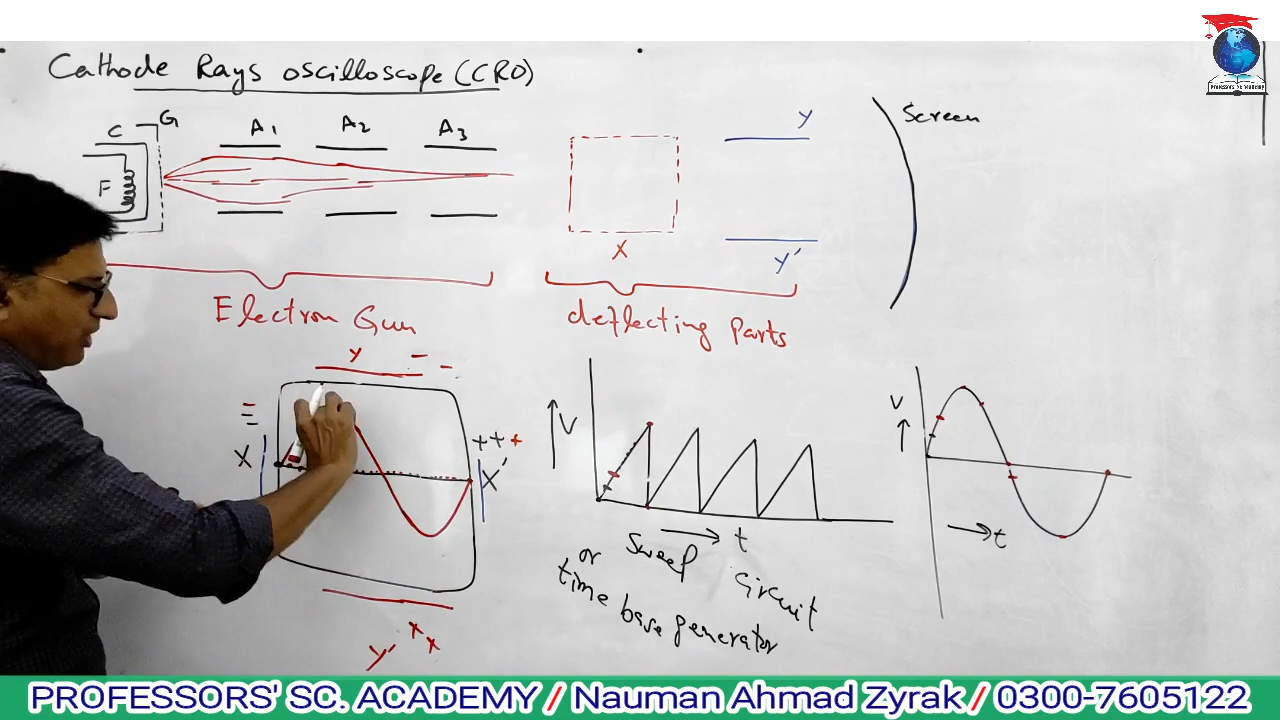 Cathode Rays oscilloscope (CRO)
C G A1 A2 A3
F
Y
Screen
X
Y'
Electron Gun
deflecting Parts
Y - -
X
+++
X'
V
t
V
t
or Sweep circuit
time base generator
Y'
x x
PROFESSORS' SC. ACADEMY / Nauman Ahmad Zyrak / 0300-7605122